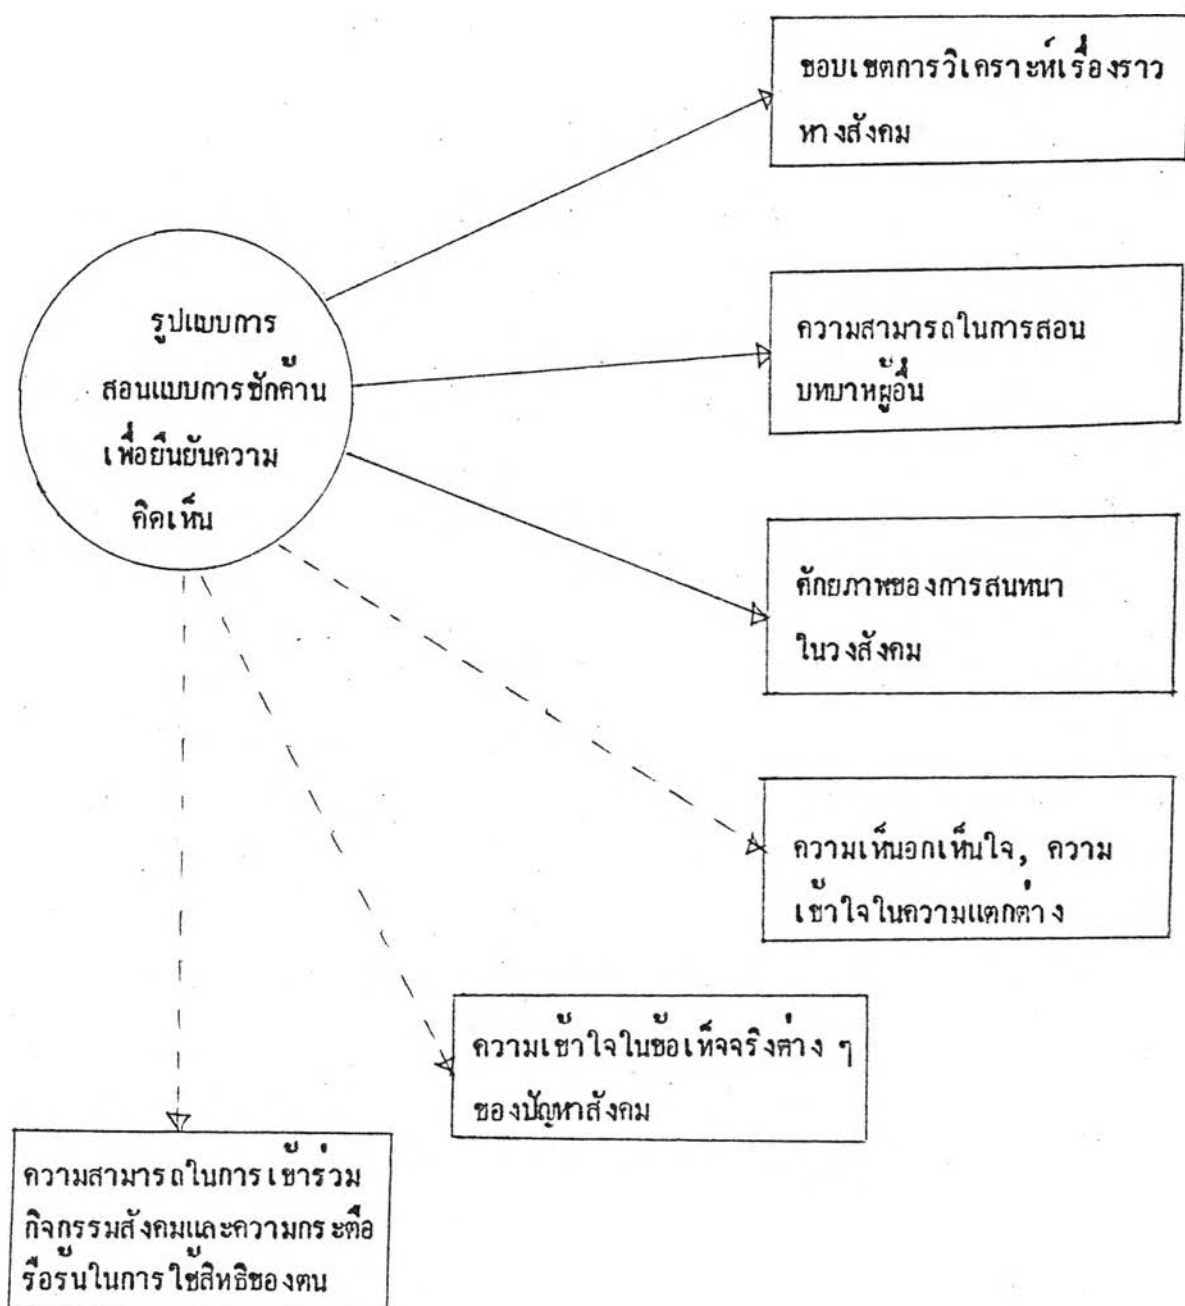 ขอบเขตการวิเคราะห์เรื่องราว
ทางสังคม
รูปแบบการ
สอนแบบการซักค้าน
เพื่อยืนยันความ
คิดเห็น
ความสามารถในการสอน
บทบาทผู้อื่น
ศักยภาพของการสนทนา
ในวงสังคม
ความเห็นอกเห็นใจ, ความ
เข้าใจในความแตกต่าง
ความเข้าใจในข้อเท็จจริงต่าง ๆ
ของปัญหาสังคม
ความสามารถในการเข้าร่วม
กิจกรรมสังคมและความกระตือ
รือร้นในการใช้สิทธิของตน